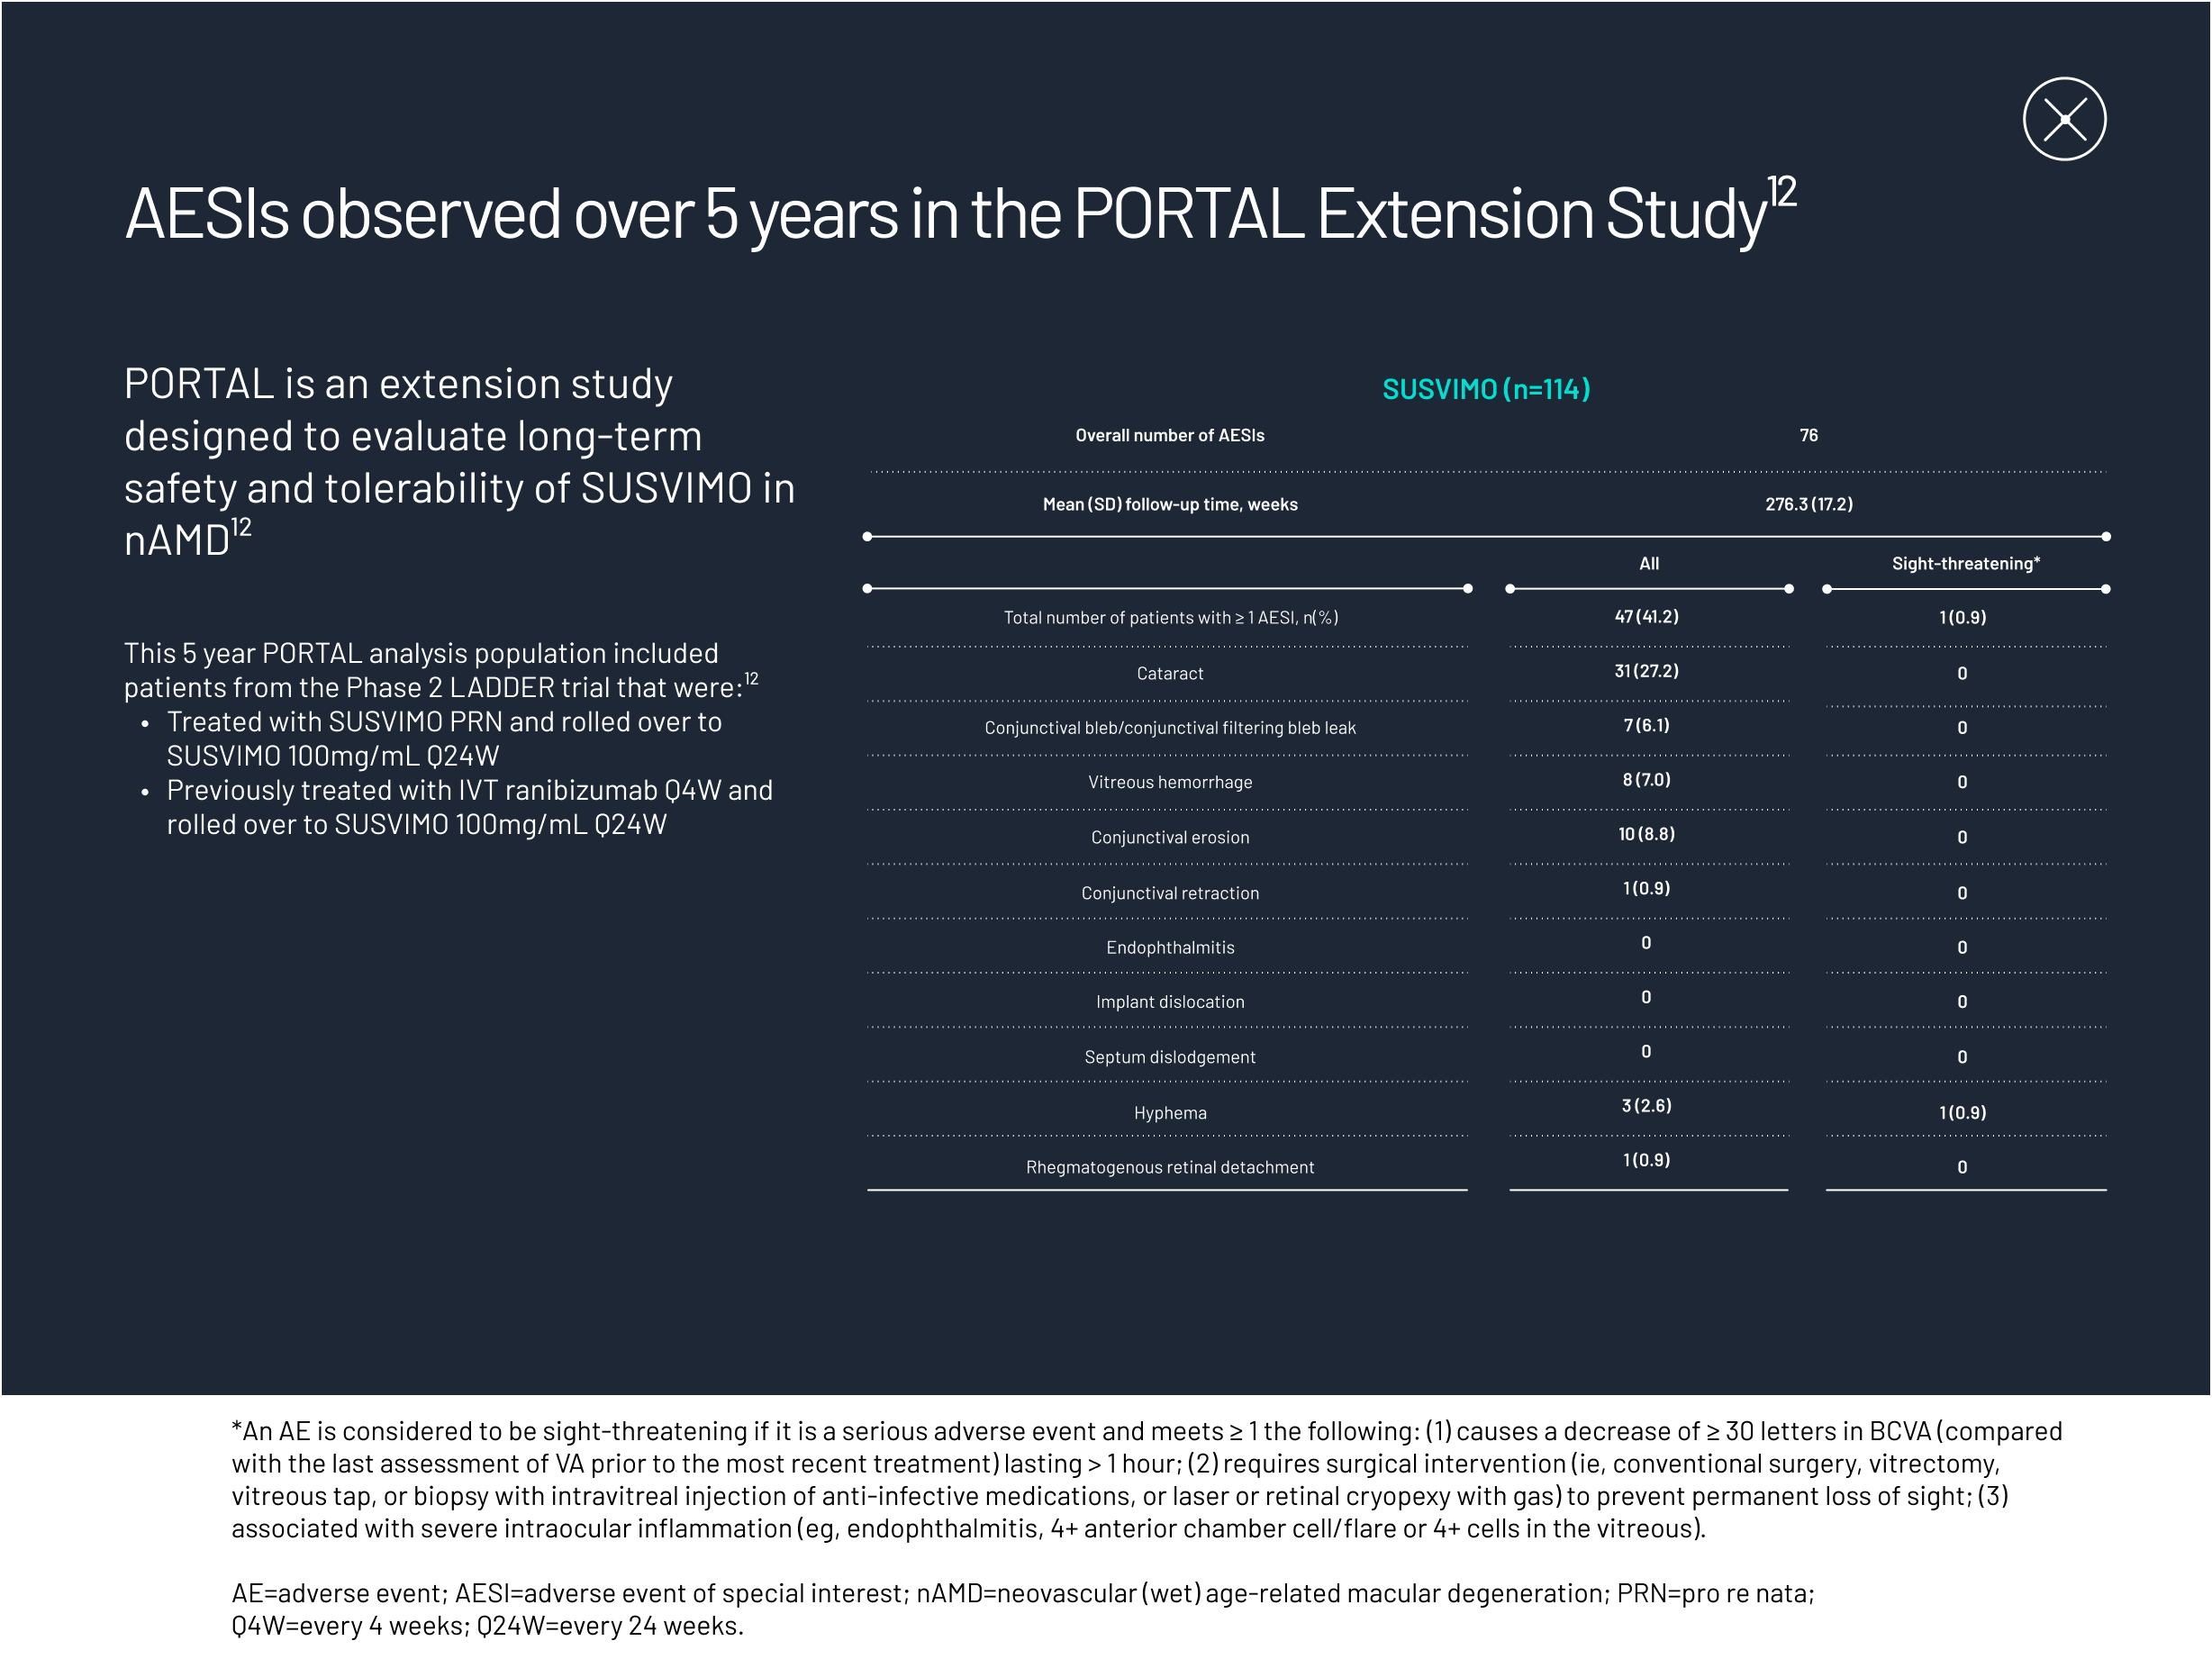 AESIs observed over 5 years in the PORTAL Extension Study12
PORTAL is an extension study
designed to evaluate long-term
safety and tolerability of SUSVIMO in
nAMD12
This 5 year PORTAL analysis population included
patients from the Phase 2 LADDER trial that were:12
• Treated with SUSVIMO PRN and rolled over to
SUSVIMO 100mg/mL Q24W
• Previously treated with IVT ranibizumab Q4W and
rolled over to SUSVIMO 100mg/mL Q24W
SUSVIMO (n=114)
Overall number of AESIs 76
Mean (SD) follow-up time, weeks 276.3 (17.2)
All Sight-threatening*
Total number of patients with ≥ 1 AESI, n(%) 47 (41.2) 1 (0.9)
Cataract 31 (27.2) 0
Conjunctival bleb/conjunctival filtering bleb leak 7 (6.1) 0
Vitreous hemorrhage 8 (7.0) 0
Conjunctival erosion 10 (8.8) 0
Conjunctival retraction 1 (0.9) 0
Endophthalmitis 0 0
Implant dislocation 0 0
Septum dislodgement 0 0
Hyphema 3 (2.6) 1 (0.9)
Rhegmatogenous retinal detachment 1 (0.9) 0
*An AE is considered to be sight-threatening if it is a serious adverse event and meets ≥ 1 the following: (1) causes a decrease of ≥ 30 letters in BCVA (compared
with the last assessment of VA prior to the most recent treatment) lasting > 1 hour; (2) requires surgical intervention (ie, conventional surgery, vitrectomy,
vitreous tap, or biopsy with intravitreal injection of anti-infective medications, or laser or retinal cryopexy with gas) to prevent permanent loss of sight; (3)
associated with severe intraocular inflammation (eg, endophthalmitis, 4+ anterior chamber cell/flare or 4+ cells in the vitreous).
AE=adverse event; AESI=adverse event of special interest; nAMD=neovascular (wet) age-related macular degeneration; PRN=pro re nata;
Q4W=every 4 weeks; Q24W=every 24 weeks.